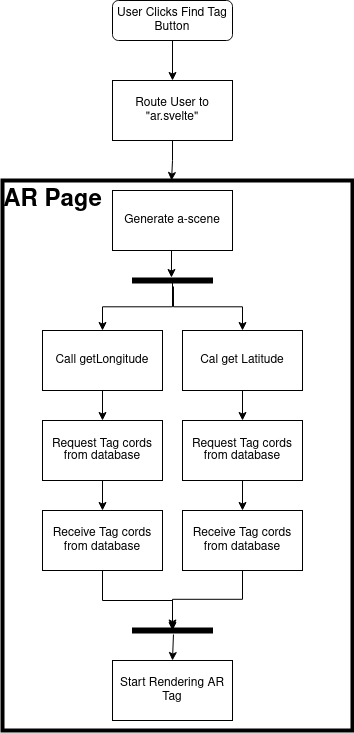 User Clicks Find Tag
Button
Route User to
"ar.svelte"
AR Page
Generate a-scene
Call getLongitude
Cal get Latitude
Request Tag cords
from database
Request Tag cords
from database
Receive Tag cords
from database
Receive Tag cords
from database
Start Rendering AR
Tag